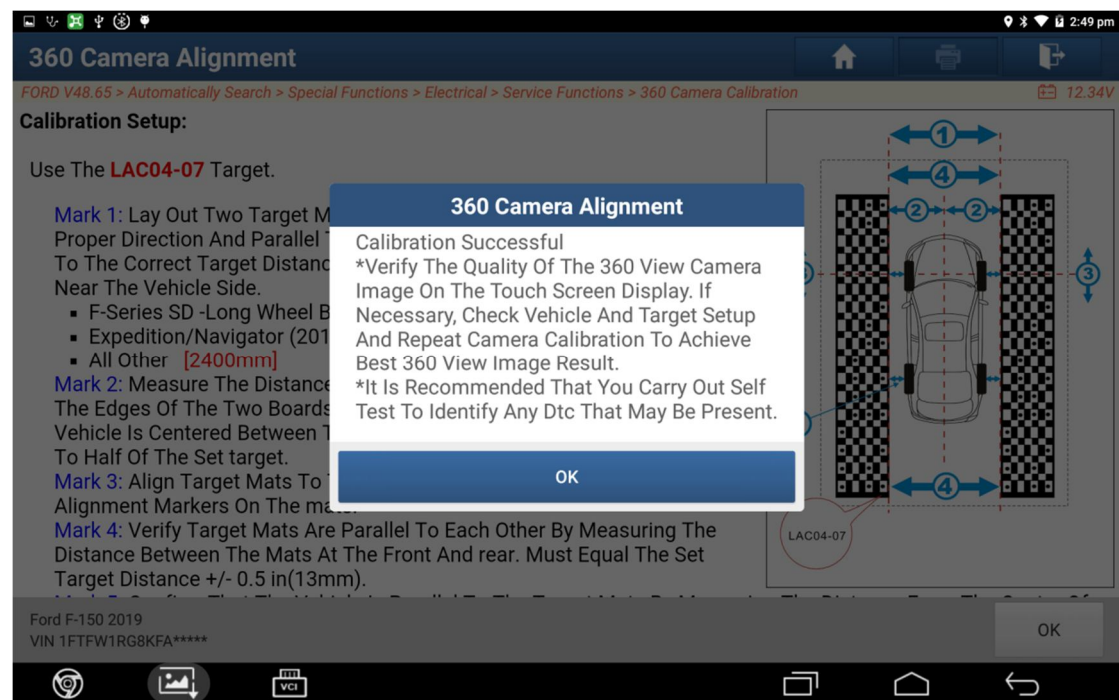 2:49 pm
360 Camera Alignment
FORD V48.65 > Automatically Search > Special Functions > Electrical > Service Functions > 360 Camera Calibration
12.34V
Calibration Setup:
Use The LAC04-07 Target.
Mark 1: Lay Out Two Target M
Proper Direction And Parallel
To The Correct Target Distanc
Near The Vehicle Side.
▪ F-Series SD -Long Wheel B
▪ Expedition/Navigator (201
▪ All Other [2400mm]
Mark 2: Measure The Distance
The Edges Of The Two Boards
Vehicle Is Centered Between
To Half Of The Set target.
Mark 3: Align Target Mats To
Alignment Markers On The
Mark 4: Verify Target Mats Are Parallel To Each Other By Measuring The
Distance Between The Mats At The Front And rear. Must Equal The Set
Target Distance +/- 0.5 in(13mm).
360 Camera Alignment
Calibration Successful
*Verify The Quality Of The 360 View Camera
Image On The Touch Screen Display. If
Necessary, Check Vehicle And Target Setup
And Repeat Camera Calibration To Achieve
Best 360 View Image Result.
*It Is Recommended That You Carry Out Self
Test To Identify Any Dtc That May Be Present.
OK
1
4
2 2
3
4
LAC04-07
Ford F-150 2019
VIN 1FTFW1RG8KFA*****
OK
VCI